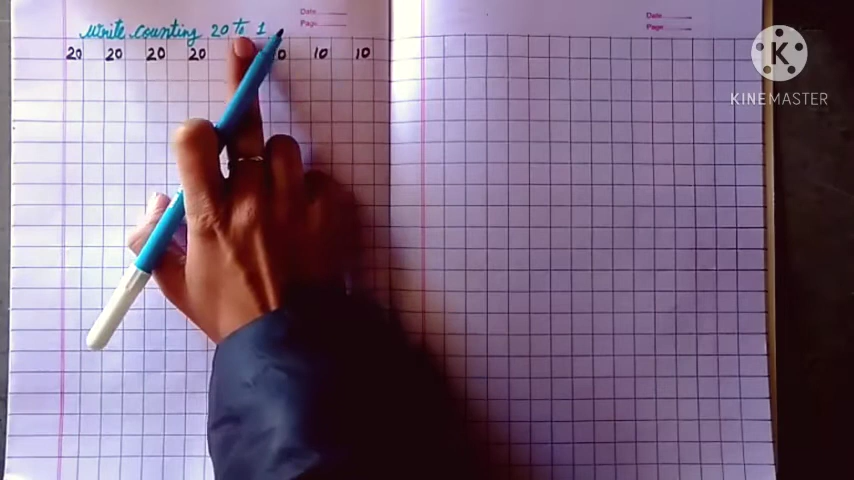 Date
Page
Date
Page
Write counting 20 to 1
20 20 20 20 10 10
K
KINEMASTER